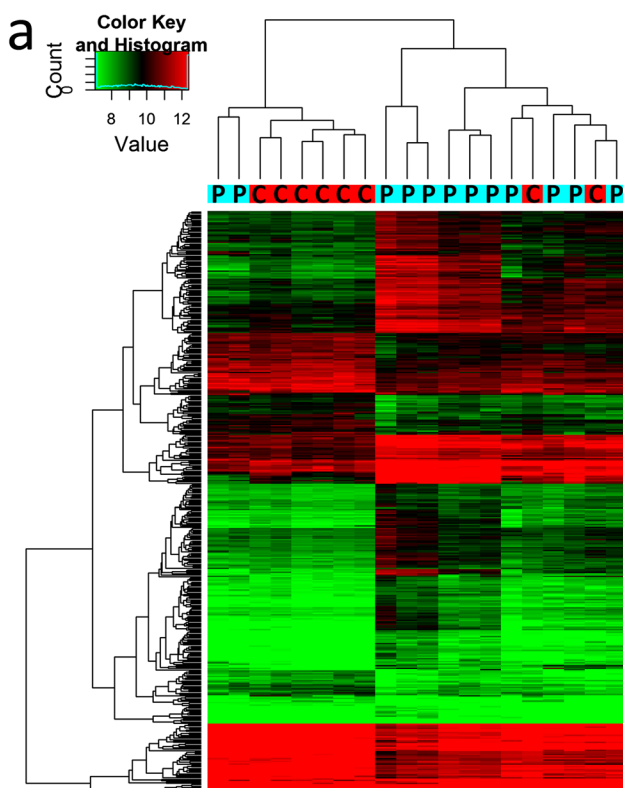 a
Color Key
and Histogram
Count
0
8 10 12
Value
P P C C C C C C P P P P P P P C P P C P